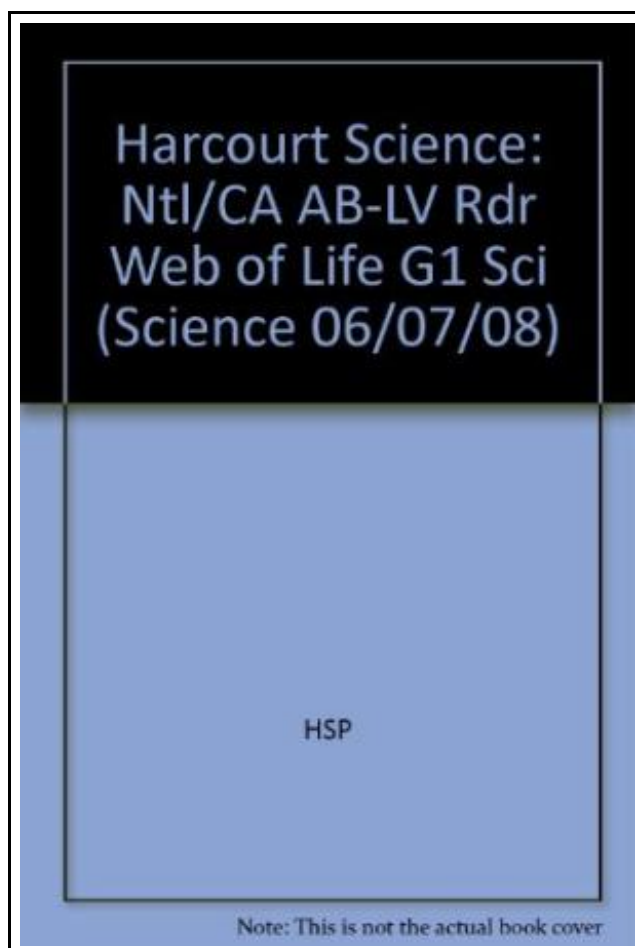 Harcourt Science:
Ntl/CA AB-LV Rdr
Web of Life G1 Sci
(Science 06/07/08)
HSP
Note: This is not the actual book cover